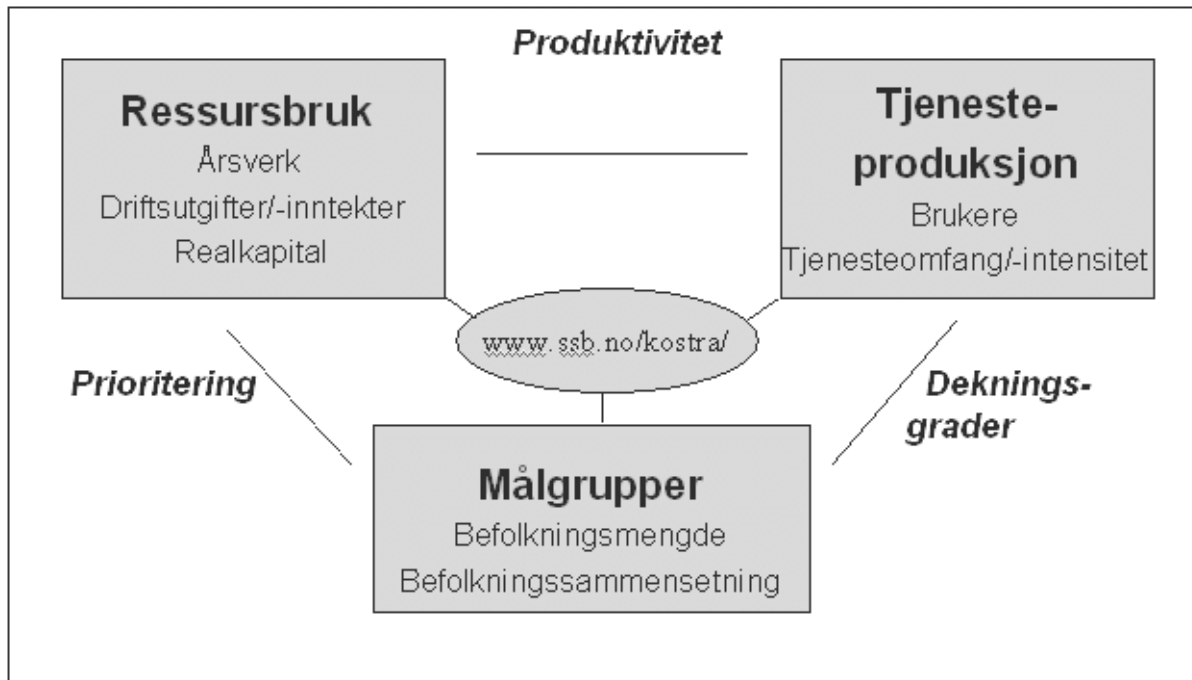 Produktivitet
Ressursbruk
Årsverk
Driftsutgifter/-inntekter
Realkapital
Tjeneste-
produksjon
Brukere
Tjenesteomfang/-intensitet
www.ssb.no/kostra/
Prioritering
Deknings-
grader
Målgrupper
Befolkningsmengde
Befolkningssammensetning